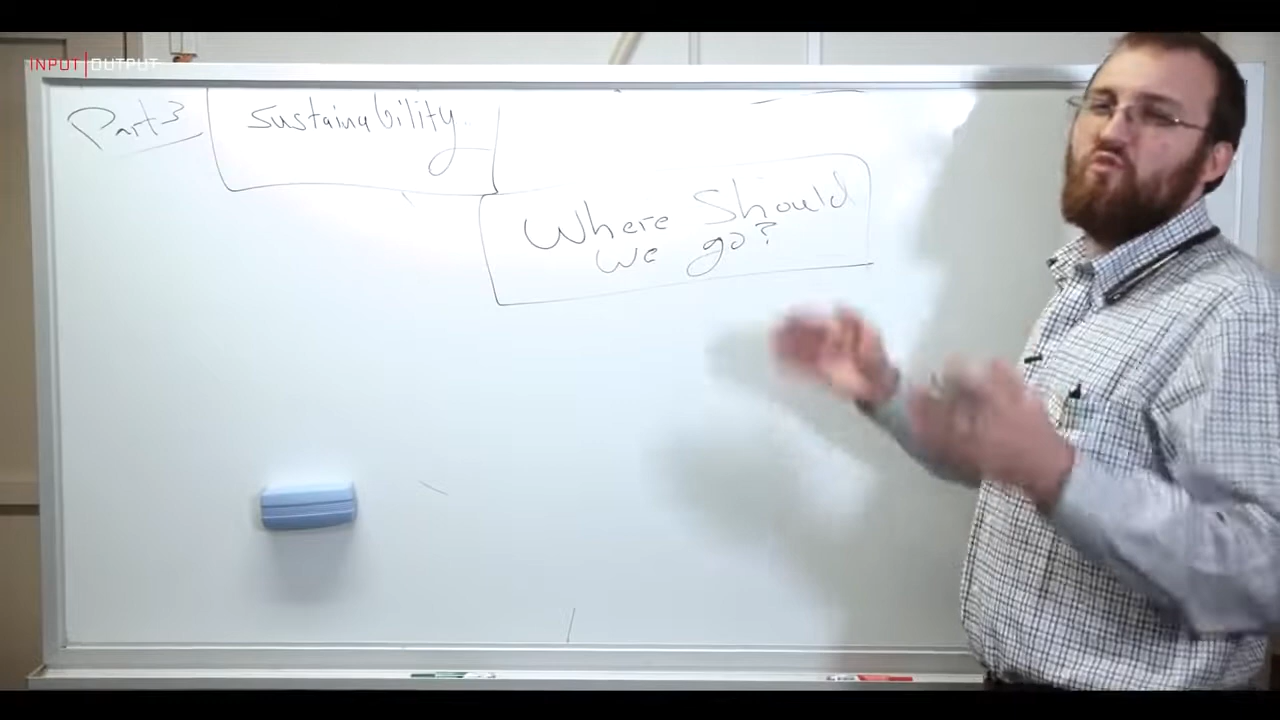 INPUT|OUTPUT
Part 3
Sustainability
Where Should
we go?